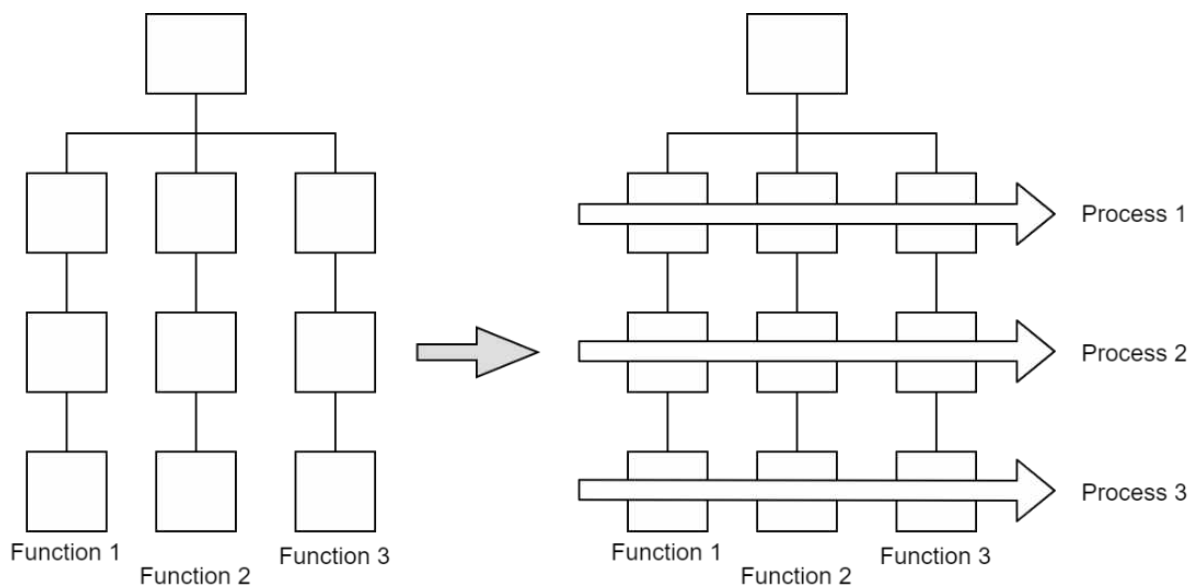 Process 1
Process 2
Process 3
Function 1
Function 2
Function 3
Function 1
Function 2
Function 3